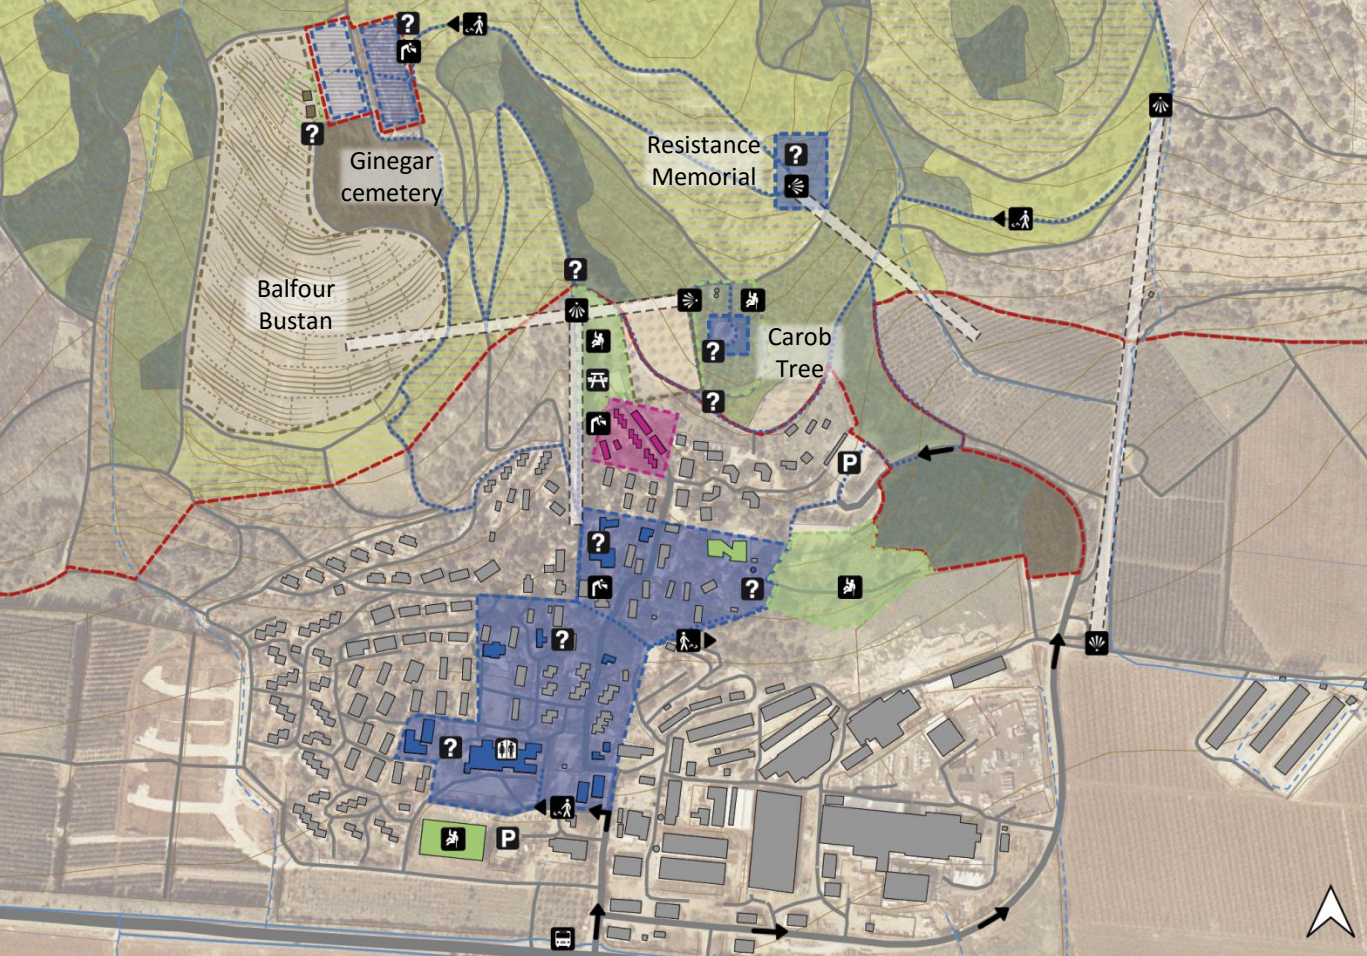 ?
?
Ginegar
cemetery
Resistance
Memorial
?
?
Balfour
Bustan
?
Carob
Tree
?
?
P
?
?
?
?
P